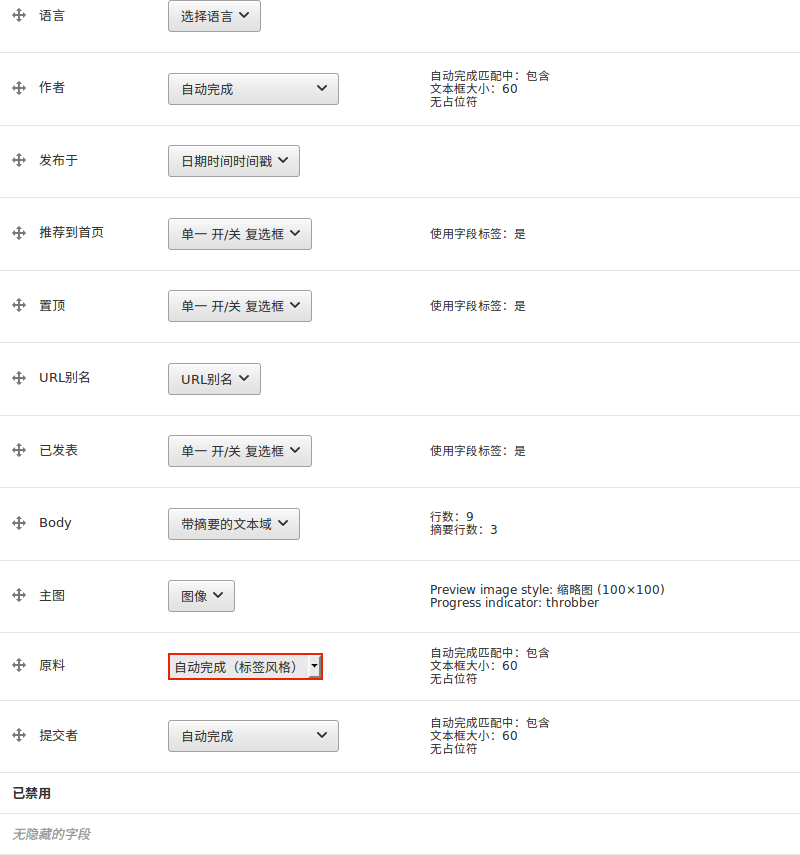 语言
选择语言
作者
自动完成
自动完成匹配中：包含
文本框大小：60
无占位符
发布于
日期时间时间戳
推荐到首页
单一 开/关 复选框
使用字段标签：是
置顶
单一 开/关 复选框
使用字段标签：是
URL别名
URL别名
已发表
单一 开/关 复选框
使用字段标签：是
Body
带摘要的文本域
行数：9
摘要行数：3
主图
图像
Preview image style: 缩略图 (100×100)
Progress indicator: throbber
原料
自动完成（标签风格）
自动完成匹配中：包含
文本框大小：60
无占位符
提交者
自动完成
自动完成匹配中：包含
文本框大小：60
无占位符
已禁用
无隐藏的字段